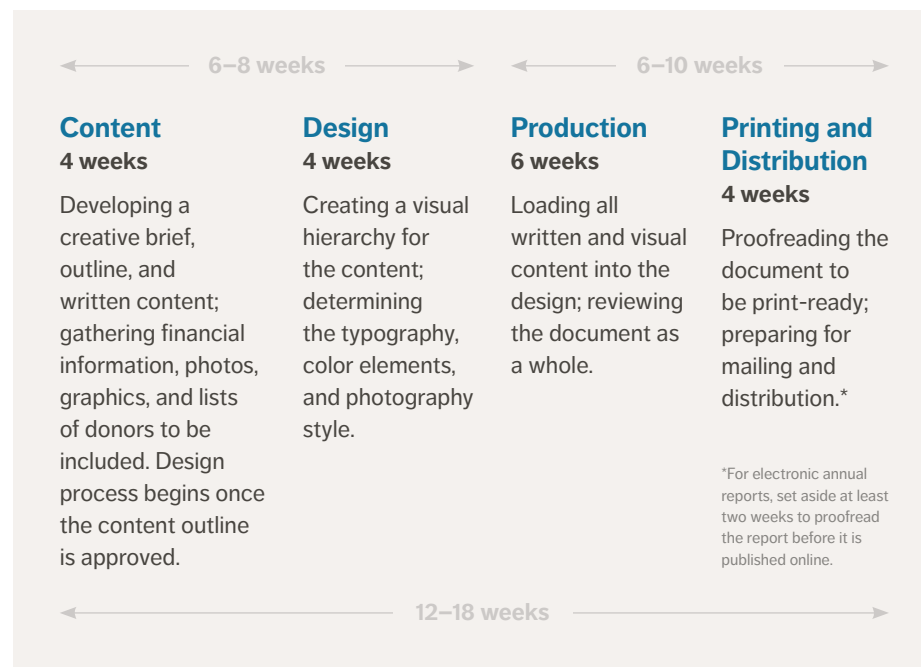 6–8 weeks
6–10 weeks
Content
4 weeks
Developing a
creative brief,
outline, and
written content;
gathering financial
information, photos,
graphics, and lists
of donors to be
included. Design
process begins once
the content outline
is approved.
Design
4 weeks
Creating a visual
hierarchy for
the content;
determining
the typography,
color elements,
and photography
style.
Production
6 weeks
Loading all
written and visual
content into the
design; reviewing
the document as
a whole.
Printing and
Distribution
4 weeks
Proofreading the
document to
be print-ready;
preparing for
mailing and
distribution.*
*For electronic annual
reports, set aside at least
two weeks to proofread
the report before it is
published online.
12–18 weeks